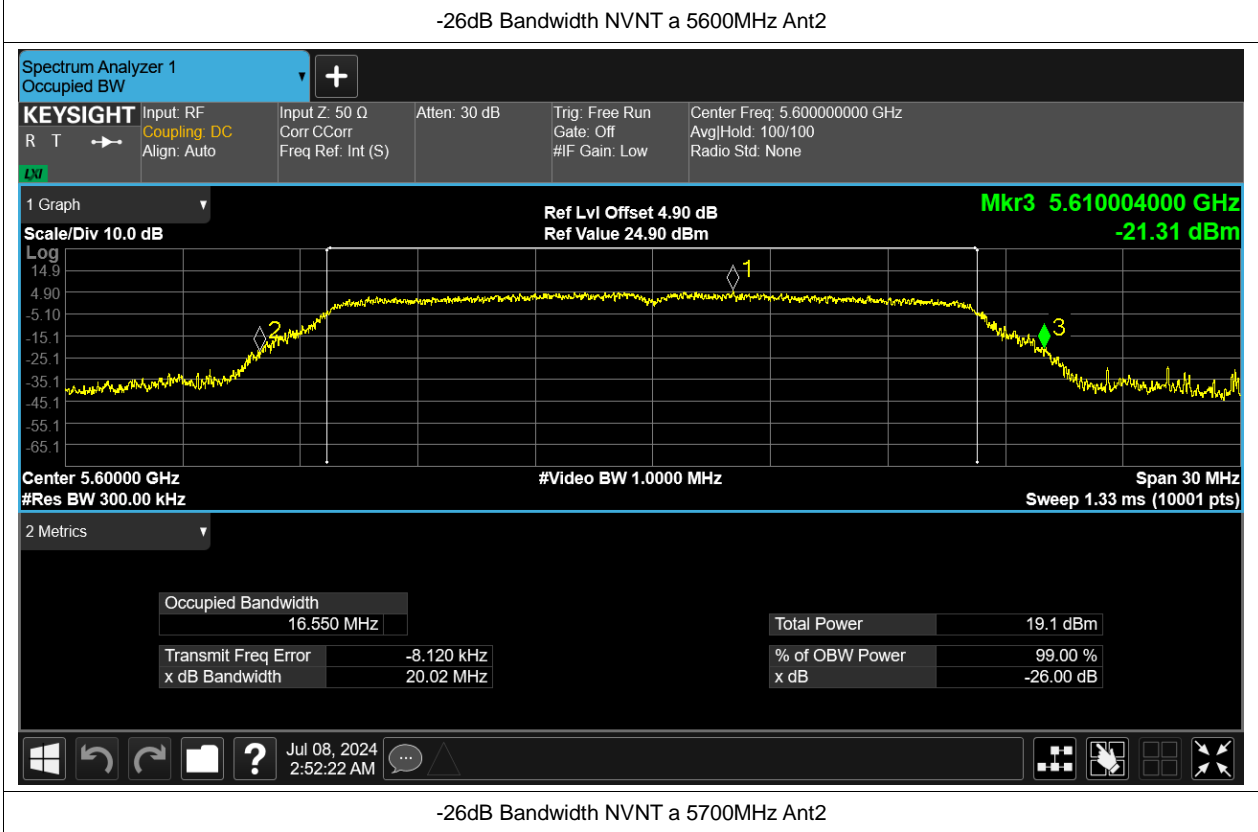 -26dB Bandwidth NVNT a 5600MHz Ant2
Spectrum Analyzer 1
Occupied BW
KEYSIGHT
R T
LXI
Input: RF
Coupling: DC
Align: Auto
Input Z: 50 Ω
Corr CCorr
Freq Ref: Int (S)
Atten: 30 dB
Trig: Free Run
Gate: Off
#IF Gain: Low
Center Freq: 5.600000000 GHz
Avg|Hold: 100/100
Radio Std: None
1 Graph
Scale/Div 10.0 dB
Ref Lvl Offset 4.90 dB
Ref Value 24.90 dBm
Mkr3 5.610004000 GHz
-21.31 dBm
Log
14.9
4.90
-5.10
-15.1
-25.1
-35.1
-45.1
-55.1
-65.1
1
2
3
Center 5.60000 GHz
#Res BW 300.00 kHz
#Video BW 1.0000 MHz
Span 30 MHz
Sweep 1.33 ms (10001 pts)
2 Metrics
Occupied Bandwidth
16.550 MHz
Transmit Freq Error -8.120 kHz
x dB Bandwidth 20.02 MHz
Total Power 19.1 dBm
% of OBW Power 99.00 %
x dB -26.00 dB
?
Jul 08, 2024
2:52:22 AM
-26dB Bandwidth NVNT a 5700MHz Ant2